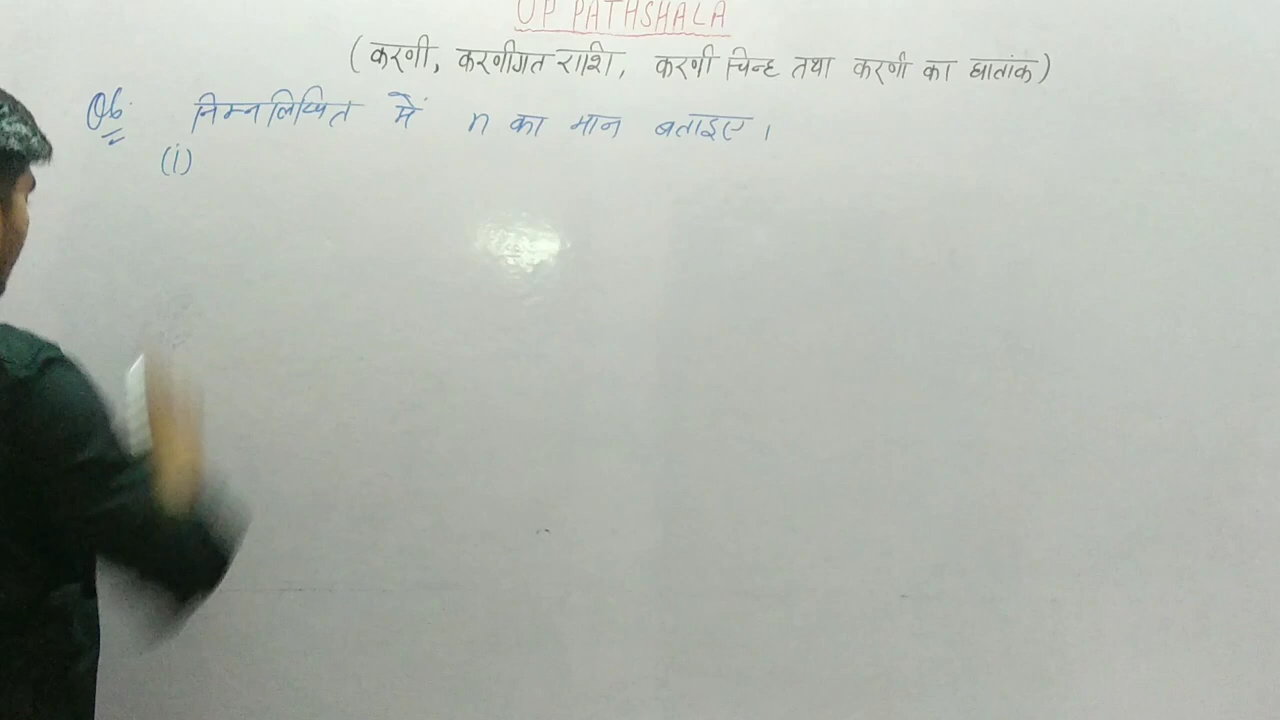 UP PATHSHALA
(करणी, करणीगत राशि, करणी चिन्ह तथा करणी का घातांक)
Q6. निम्नलिखित में n का मान बताइए।
(i)